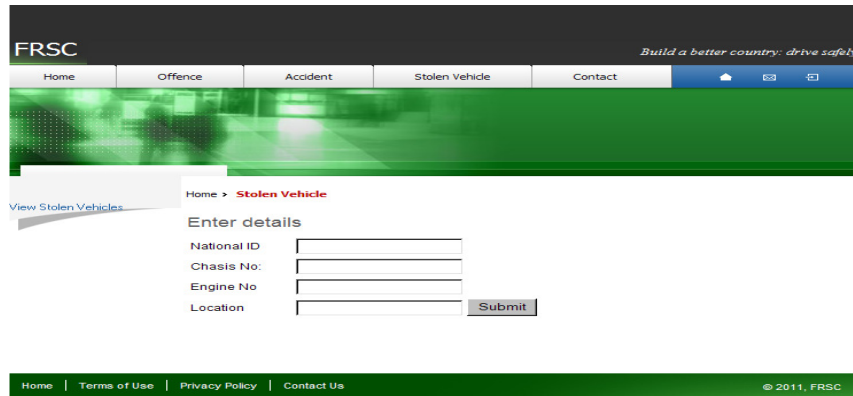 FRSC
Build a better country: drive safely
Home Offence Accident Stolen Vehicle Contact
View Stolen Vehicles
Home > Stolen Vehicle
Enter details
National ID
Chasis No:
Engine No
Location Submit
Home | Terms of Use | Privacy Policy | Contact Us © 2011, FRSC